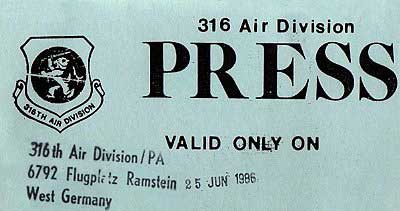 316 Air Division
PRESS
316TH AIR DIVISION
VALID ONLY ON
316th Air Division/PA
6792 Flugplatz Ramstein 25 JUN 1986
West Germany